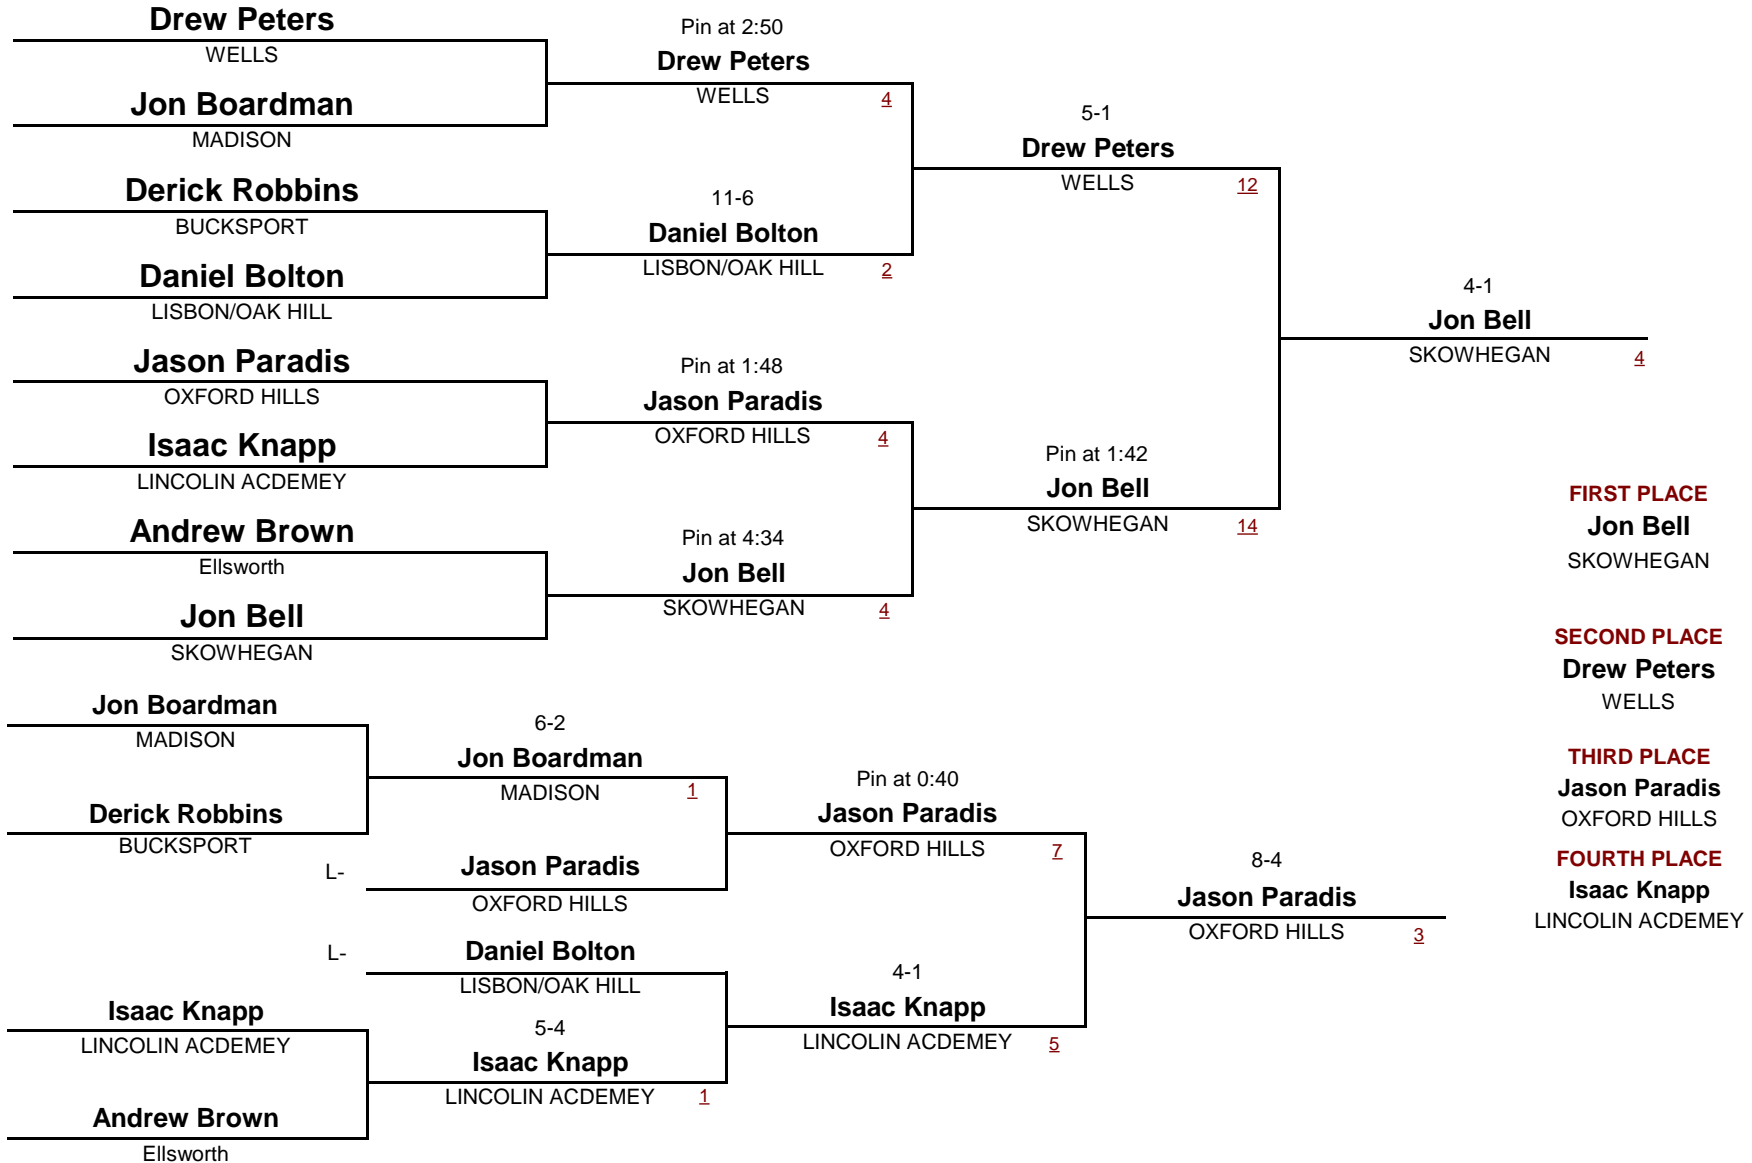 Drew Peters
WELLS
Jon Boardman
MADISON
Derick Robbins
BUCKSPORT
Daniel Bolton
LISBON/OAK HILL
Jason Paradis
OXFORD HILLS
Isaac Knapp
LINCOLIN ACDEMEY
Andrew Brown
Ellsworth
Jon Bell
SKOWHEGAN
Pin at 2:50
Drew Peters
WELLS 4
11-6
Daniel Bolton
LISBON/OAK HILL 2
Pin at 1:48
Jason Paradis
OXFORD HILLS 4
Pin at 4:34
Jon Bell
SKOWHEGAN 4
5-1
Drew Peters
WELLS 12
Pin at 1:42
Jon Bell
SKOWHEGAN 14
4-1
Jon Bell
SKOWHEGAN 4
FIRST PLACE
Jon Bell
SKOWHEGAN
SECOND PLACE
Drew Peters
WELLS
THIRD PLACE
Jason Paradis
OXFORD HILLS
FOURTH PLACE
Isaac Knapp
LINCOLIN ACDEMEY
Jon Boardman
MADISON
Derick Robbins
BUCKSPORT
L-
L-
Isaac Knapp
LINCOLIN ACDEMEY
Andrew Brown
Ellsworth
6-2
Jon Boardman
MADISON 1
Jason Paradis
OXFORD HILLS
Daniel Bolton
LISBON/OAK HILL
5-4
Isaac Knapp
LINCOLIN ACDEMEY 1
Pin at 0:40
Jason Paradis
OXFORD HILLS 7
4-1
Isaac Knapp
LINCOLIN ACDEMEY 5
8-4
Jason Paradis
OXFORD HILLS 3